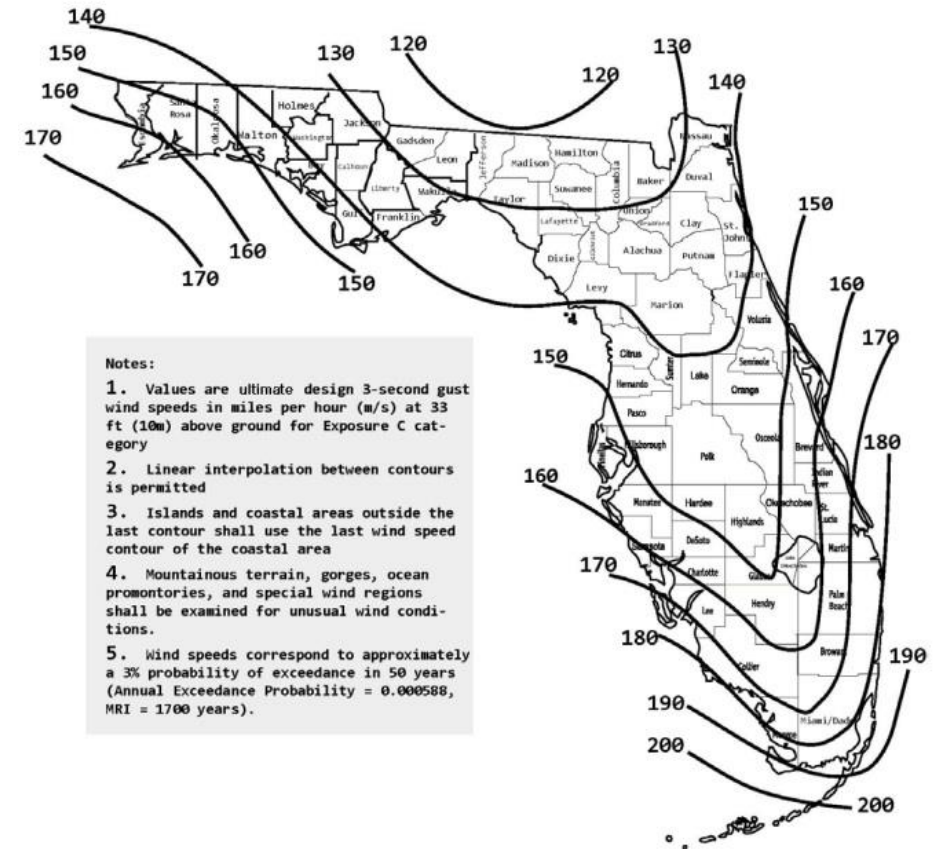 140
150
160
170
130
120
120
130
140
Escambia
Santa
Rosa
Okaloosa
Walton
Holmes
Washington
Jackson
Bay
Calhoun
Gulf
Liberty
Gadsden
Leon
Wakulla
Franklin
Jefferson
Madison
Taylor
Hamilton
Suwanee
Lafayette
Columbia
Baker
Nassau
Duval
Union
Bradford
Clay
St.
Johns
Dixie
Alachua
Putnam
Flagler
Levy
Marion
Volusia
160
170
150
150
160
170
180
Citrus
Sumter
Lake
Seminole
Orange
Hernando
Pasco
150
Hillsborough
Polk
Osceola
Brevard
Indian
River
160
Manatee
Hardee
Highlands
Okeechobee
St.
Lucie
Sarasota
DeSoto
Martin
170
Charlotte
Glades
Lee
Hendry
Palm
Beach
180
Collier
Broward
190
190
Miami/Dade
Monroe
200
200
Notes:
1. Values are ultimate design 3-second gust
wind speeds in miles per hour (m/s) at 33
ft (10m) above ground for Exposure C cat-
egory
2. Linear interpolation between contours
is permitted
3. Islands and coastal areas outside the
last contour shall use the last wind speed
contour of the coastal area
4. Mountainous terrain, gorges, ocean
promontories, and special wind regions
shall be examined for unusual wind condi-
tions.
5. Wind speeds correspond to approximately
a 3% probability of exceedance in 50 years
(Annual Exceedance Probability = 0.000588,
MRI = 1700 years).